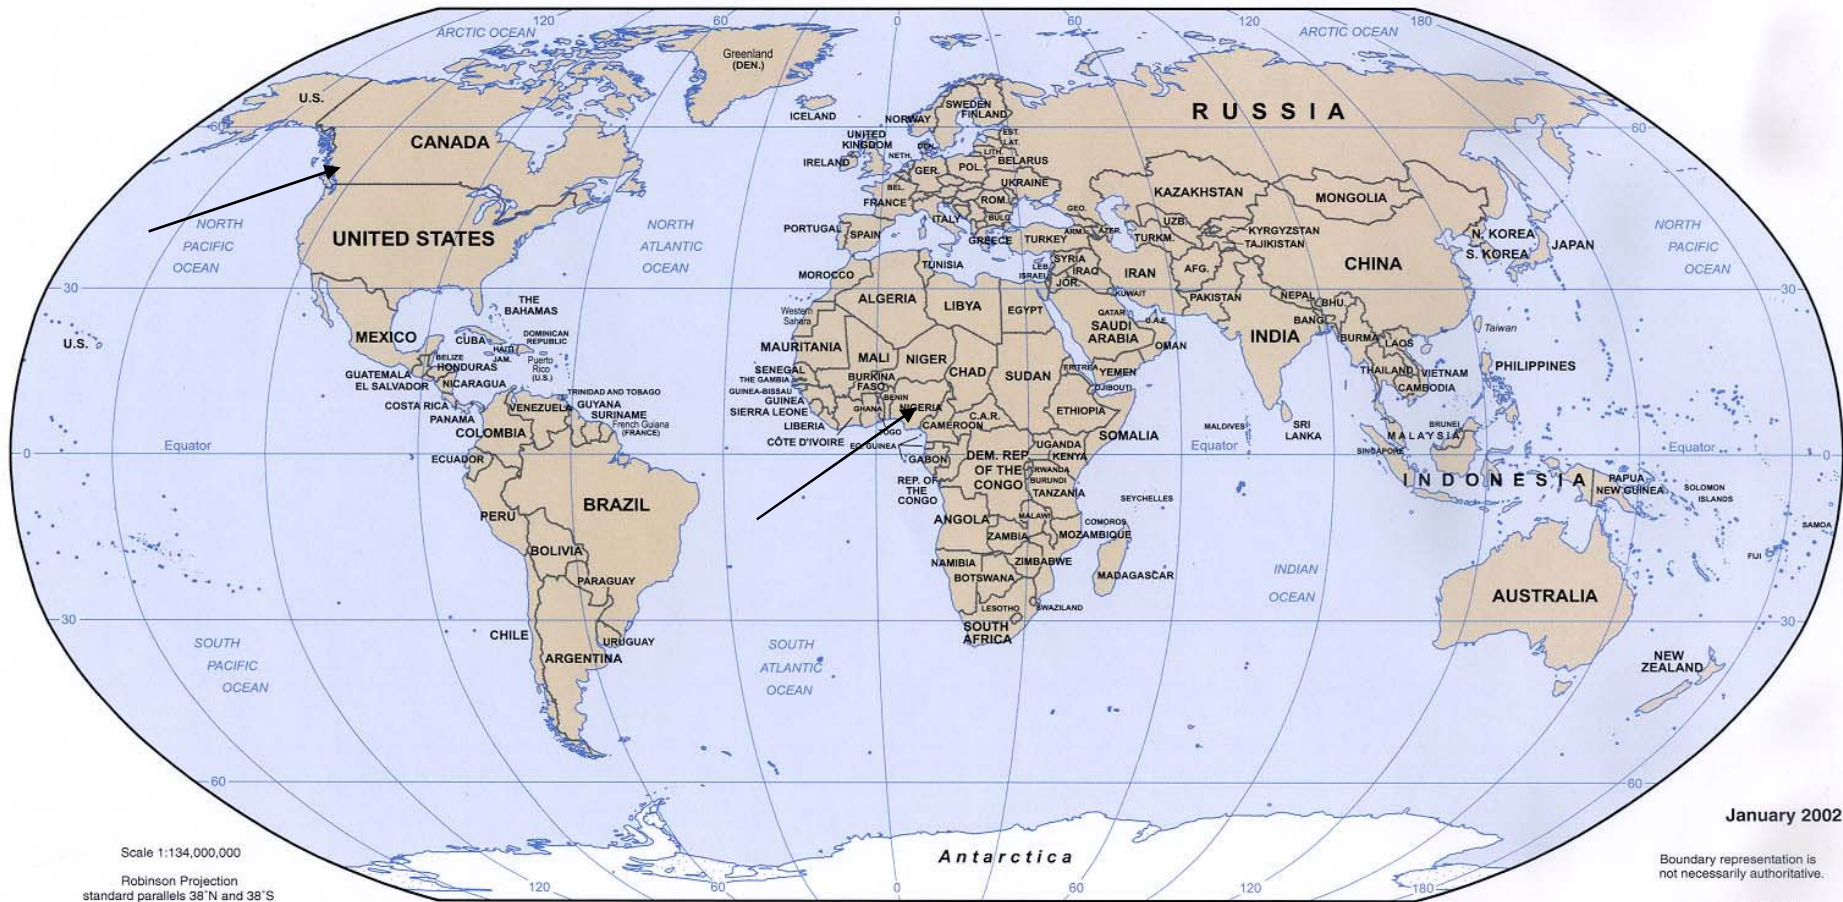 120
60
0
60
120
180
ARCTIC OCEAN
ARCTIC OCEAN
Greenland
(DEN.)
U.S.
ICELAND
NORWAY
SWEDEN
FINLAND
RUSSIA
60
60
CANADA
UNITED
KINGDOM
IRELAND
DEN.
NETH.
BEL.
GER.
POL.
EST.
LAT.
LITH.
BELARUS
UKRAINE
FRANCE
ROM.
BULG.
ITALY
GREECE
PORTUGAL
SPAIN
KAZAKHSTAN
MONGOLIA
GEO.
ARM.
AZER.
UZB.
TURKM.
KYRGYZSTAN
TAJIKISTAN
N. KOREA
S. KOREA
JAPAN
NORTH
PACIFIC
OCEAN
UNITED STATES
NORTH
ATLANTIC
OCEAN
NORTH
PACIFIC
OCEAN
TURKEY
SYRIA
LEB.
ISRAEL
IRAQ
JOR.
IRAN
AFG.
CHINA
MOROCCO
TUNISIA
30
30
ALGERIA
LIBYA
EGYPT
KUWAIT
PAKISTAN
NEPAL
BHU.
THE
BAHAMAS
Western
Sahara
QATAR
U.A.E.
SAUDI
ARABIA
OMAN
INDIA
BANG.
BURMA
LAOS
Taiwan
U.S.
MEXICO
CUBA
DOMINICAN
REPUBLIC
HAITI
JAM.
Puerto
Rico
(U.S.)
BELIZE
HONDURAS
GUATEMALA
EL SALVADOR
NICARAGUA
COSTA RICA
PANAMA
TRINIDAD AND TOBAGO
VENEZUELA
GUYANA
SURINAME
French Guiana
(FRANCE)
COLOMBIA
ECUADOR
MAURITANIA
MALI
NIGER
CHAD
SUDAN
ERITREA
YEMEN
DJIBOUTI
SENEGAL
THE GAMBIA
GUINEA-BISSAU
GUINEA
SIERRA LEONE
LIBERIA
CÔTE D'IVOIRE
BURKINA
FASO
BENIN
GHANA
TOGO
NIGERIA
CAMEROON
C.A.R.
ETHIOPIA
SOMALIA
EQ. GUINEA
GABON
REP. OF
THE
CONGO
DEM. REP.
OF THE
CONGO
UGANDA
KENYA
RWANDA
BURUNDI
TANZANIA
THAILAND
VIETNAM
CAMBODIA
PHILIPPINES
MALDIVES
SRI
LANKA
BRUNEI
MALAYSIA
SINGAPORE
Equator
Equator
Equator
0
0
INDONESIA
PAPUA
NEW GUINEA
SOLOMON
ISLANDS
SEYCHELLES
PERU
BRAZIL
ANGOLA
MALAWI
COMOROS
ZAMBIA
MOZAMBIQUE
SAMOA
FIJI
BOLIVIA
PARAGUAY
NAMIBIA
ZIMBABWE
BOTSWANA
MADAGASCAR
INDIAN
OCEAN
AUSTRALIA
LESOTHO
SWAZILAND
30
30
SOUTH
AFRICA
CHILE
URUGUAY
ARGENTINA
SOUTH
PACIFIC
OCEAN
SOUTH
ATLANTIC
OCEAN
NEW
ZEALAND
60
60
January 2002
Antarctica
Scale 1:134,000,000
Robinson Projection
standard parallels 38°N and 38°S
Boundary representation is
not necessarily authoritative.
120
60
0
60
120
180